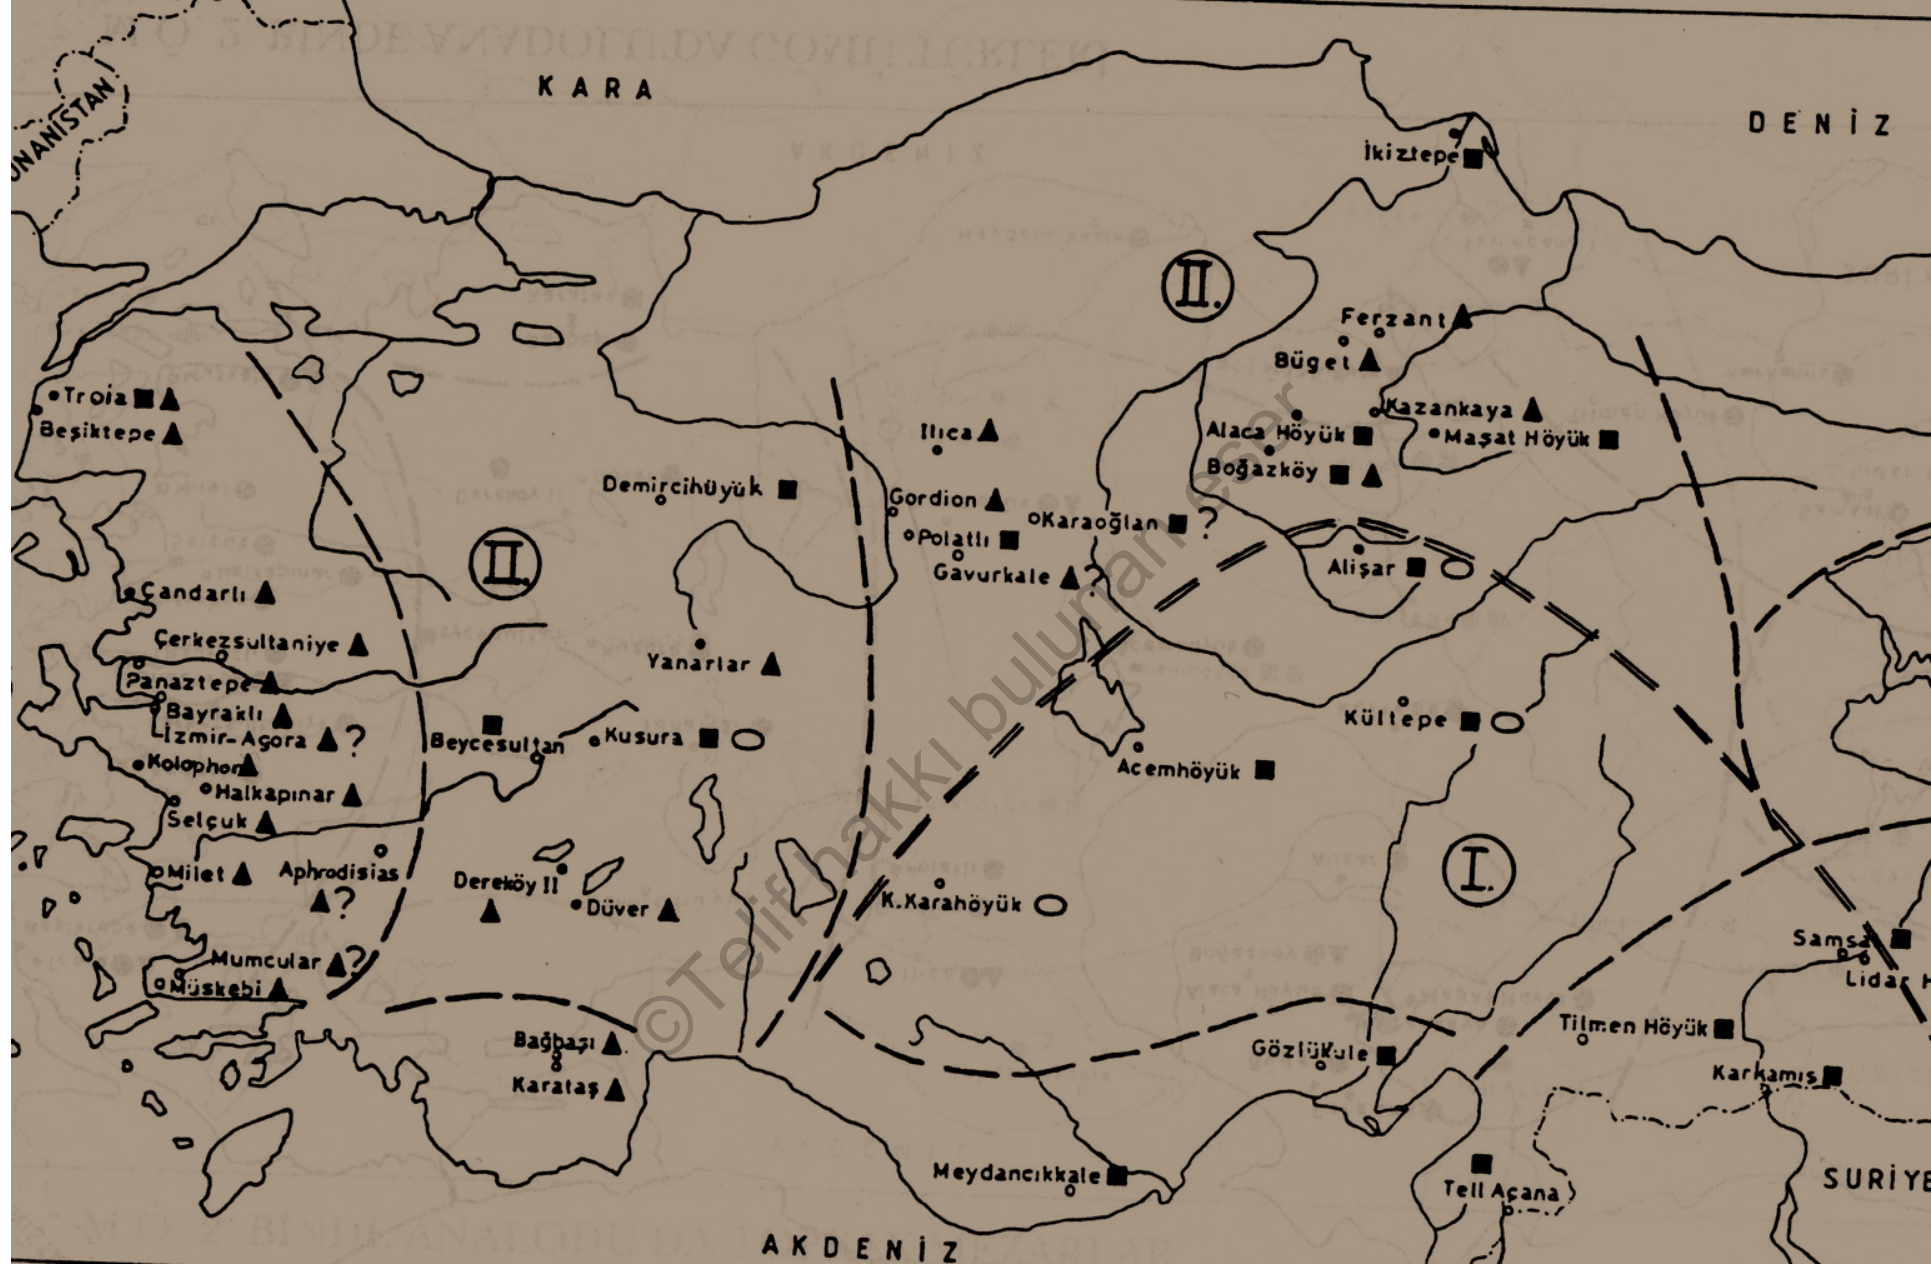 KARA
DENİZ
UNANİSTAN
İkiztepe
II.
Ferzant
Büget
Troia
Beşiktepe
Ilıca
Kazankaya
Alaca Höyük
Maşat Höyük
Boğazköy
Demircihüyük
Gordion
Karaoğlan ?
Polatlı
Gavurkale ?
II.
Alişar
Çandarlı
Çerkezsultaniye
Yanarlar
Panaztepe
Bayraklı
İzmir-Agora ?
Beycesultan
Kusura
Kültepe
Kolophon
Acemhöyük
Halkapınar
Selçuk
Milet
Aphrodisias
?
Dereköy II
Düver
K.Karahöyük
I.
Samsa
Lidar H
Mumcular ?
Müskebi
Bağbaşı
Karataş
Gözlükule
Tilmen Höyük
Karkamış
Meydancıkkale
Tell Açana
SURİYE
AKDENİZ
©Telif hakkı bulunan eser